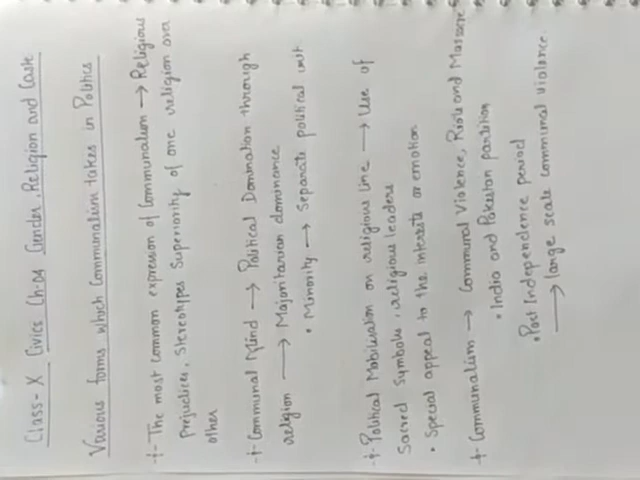 Class-X Civics Ch-04 Gender, Religion and Caste
Various forms which Communalism takes in Politics
The most common expression of Communalism → Religious
Prejudices, Stereotypes Superiority of one religion over
other
Communal Mind → Political Domination through
religion → Majoritarian dominance
• Minority → Separate political unit
Political Mobilisation on religious line → Use of
Sacred Symbols, religious leaders
• Special appeal to the interests or emotion
Communalism → Communal Violence, Riots and Massacre
• India and Pakistan partition
• Post Independence period
→ large scale communal violence.